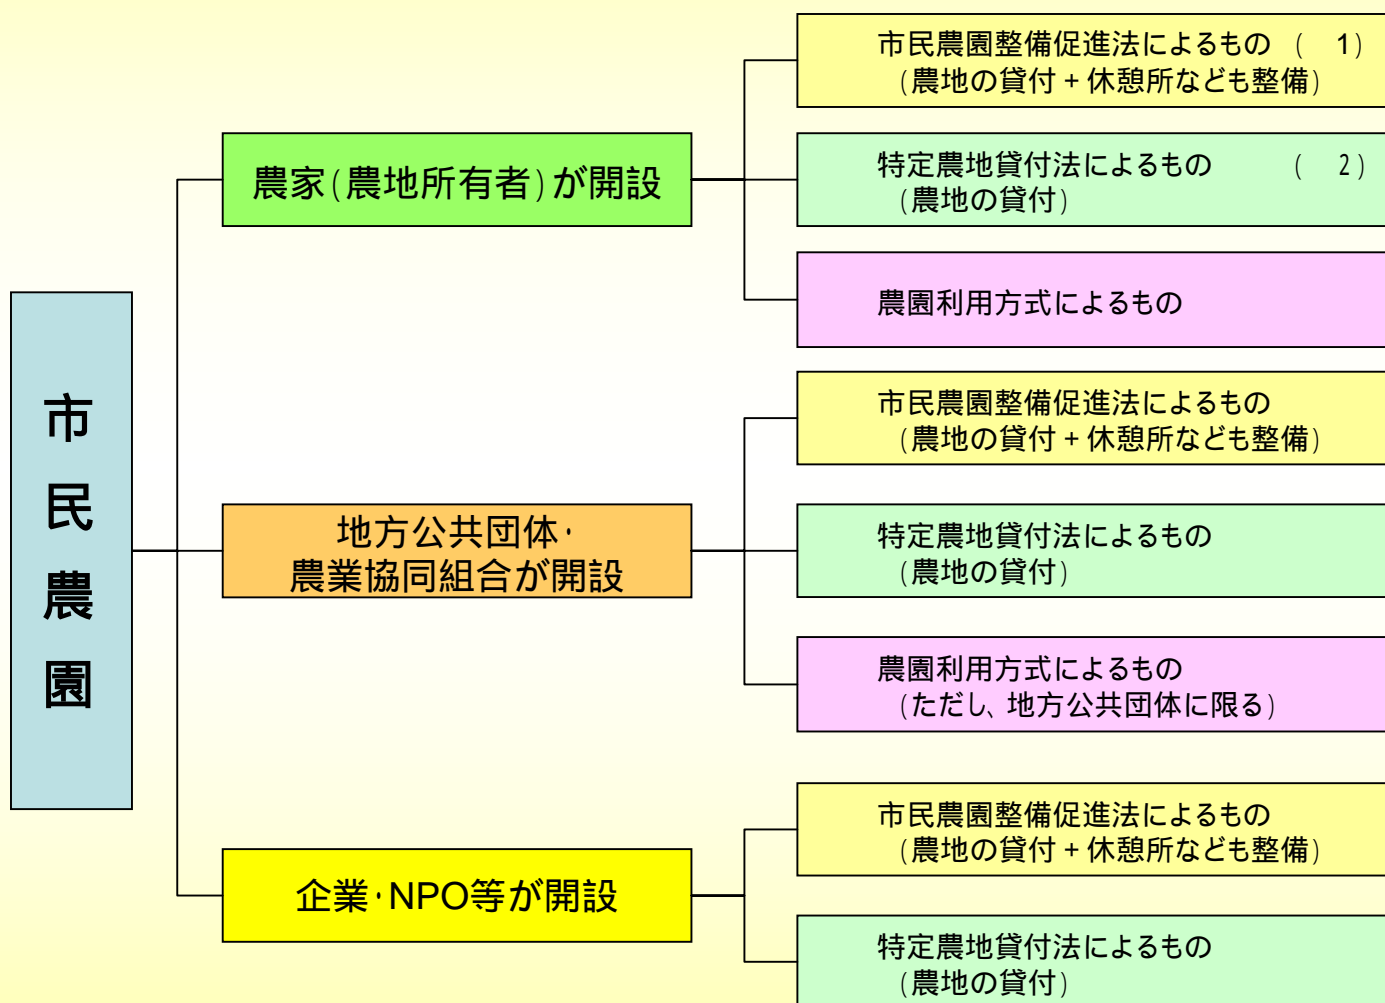 市民農園
農家(農地所有者)が開設
市民農園整備促進法によるもの ( 1)
(農地の貸付+休憩所なども整備)
特定農地貸付法によるもの ( 2)
(農地の貸付)
農園利用方式によるもの
地方公共団体・
農業協同組合が開設
市民農園整備促進法によるもの
(農地の貸付+休憩所なども整備)
特定農地貸付法によるもの
(農地の貸付)
農園利用方式によるもの
(ただし、地方公共団体に限る)
企業・NPO等が開設
市民農園整備促進法によるもの
(農地の貸付+休憩所なども整備)
特定農地貸付法によるもの
(農地の貸付)